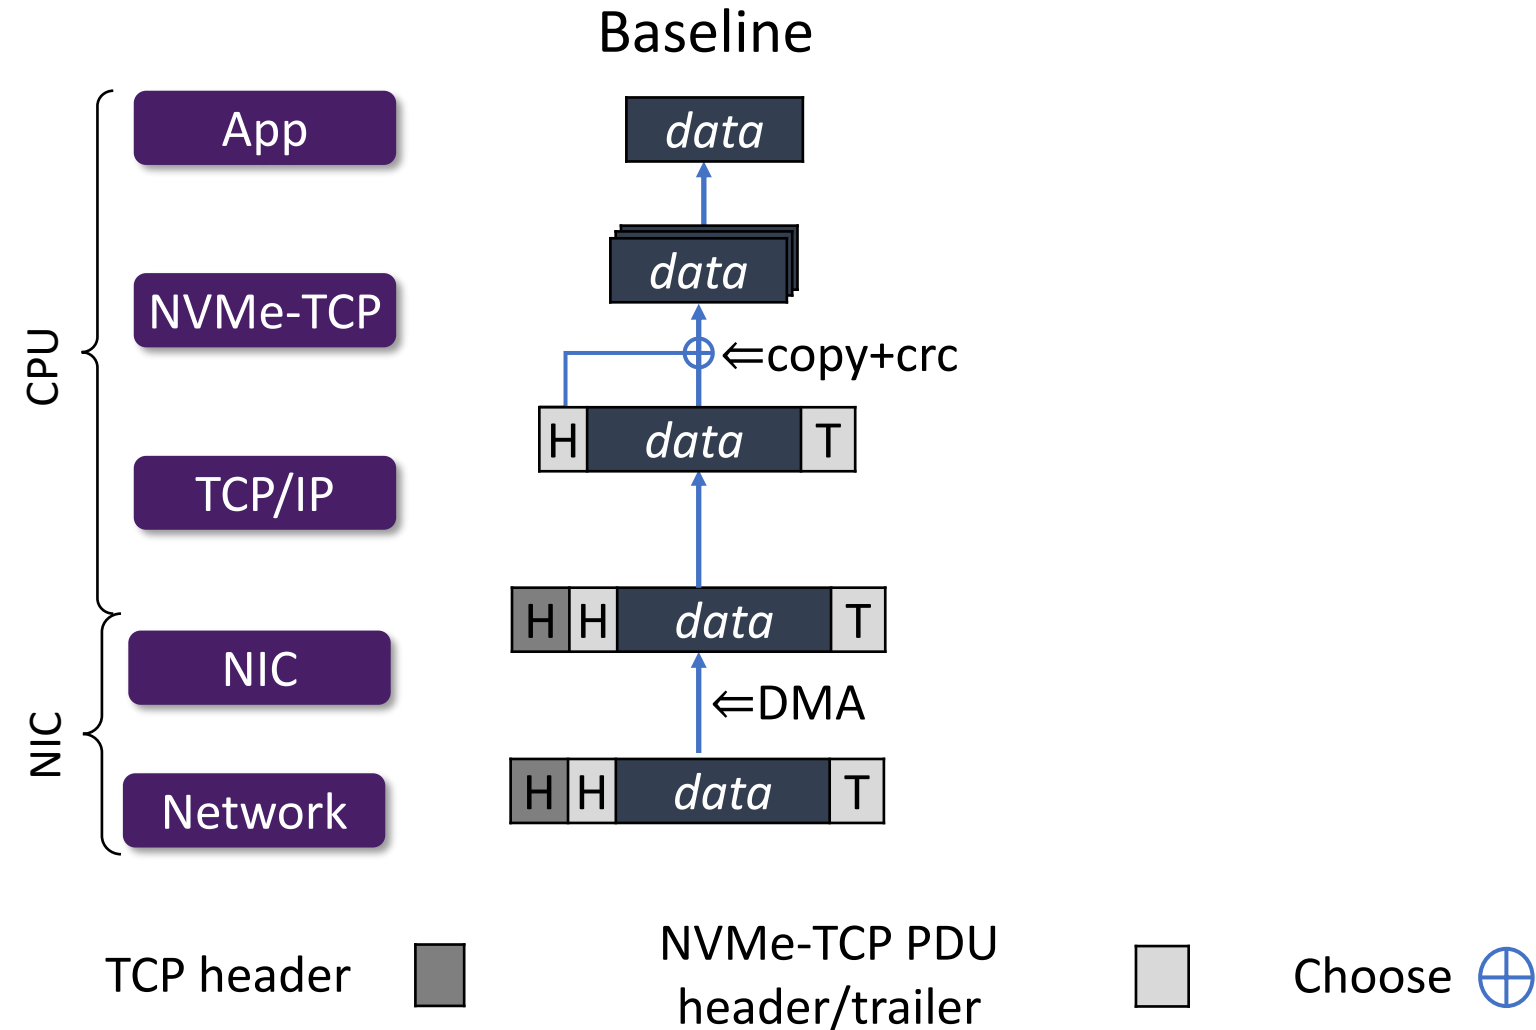 Baseline
App
data
NVMe-TCP
data
CPU
⇐copy+crc
H data T
TCP/IP
H H data T
NIC
⇐DMA
NIC
H H data T
Network
TCP header
NVMe-TCP PDU
header/trailer
Choose